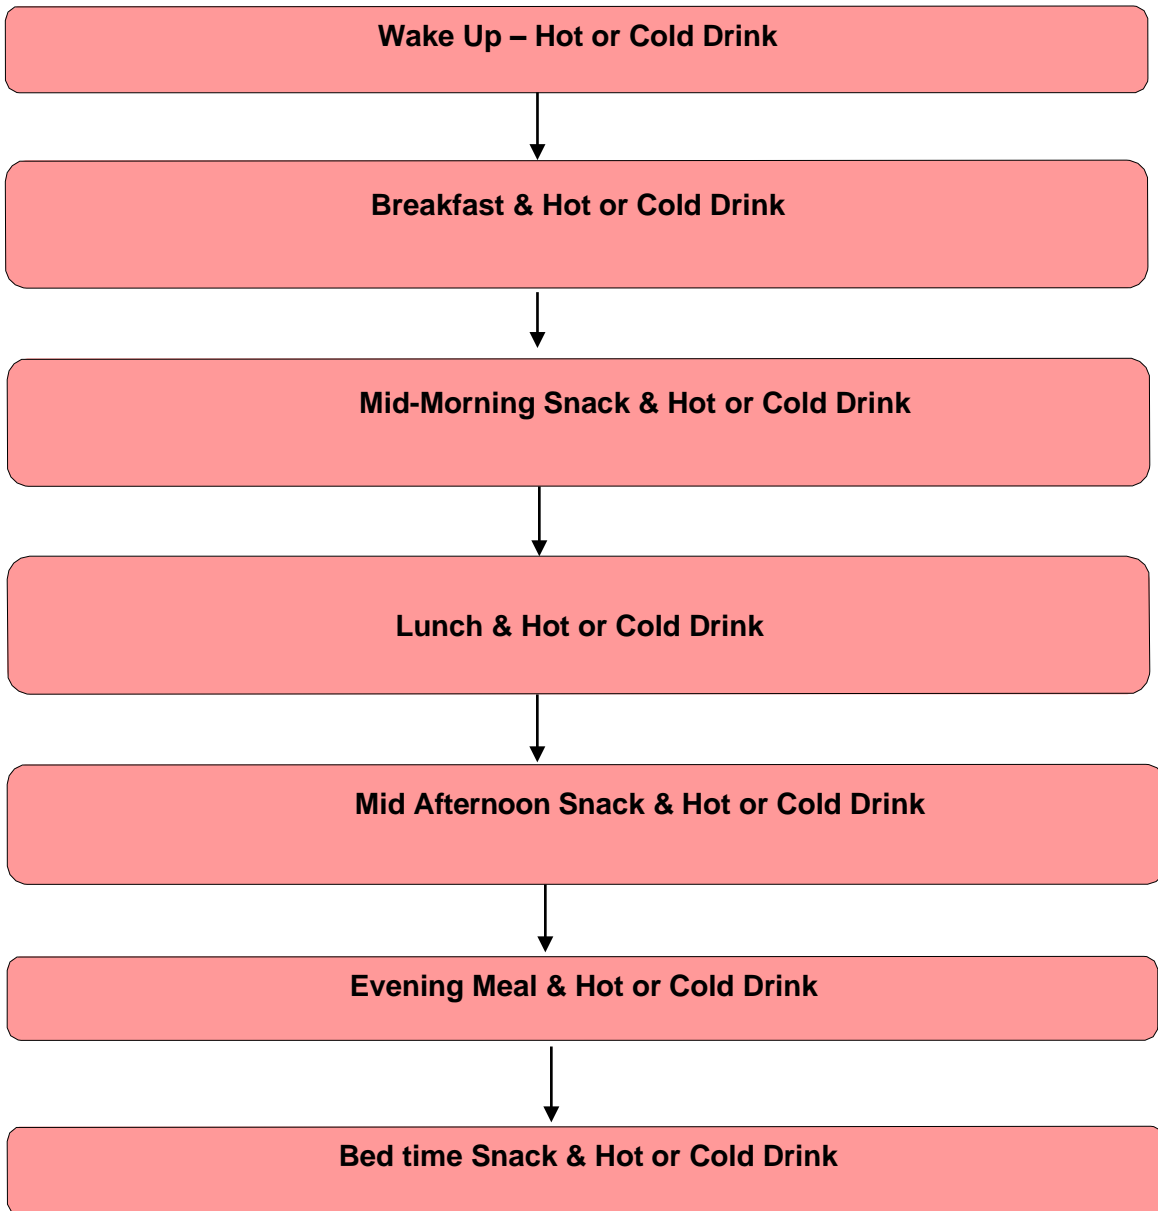 Wake Up – Hot or Cold Drink
Breakfast & Hot or Cold Drink
Mid-Morning Snack & Hot or Cold Drink
Lunch & Hot or Cold Drink
Mid Afternoon Snack & Hot or Cold Drink
Evening Meal & Hot or Cold Drink
Bed time Snack & Hot or Cold Drink